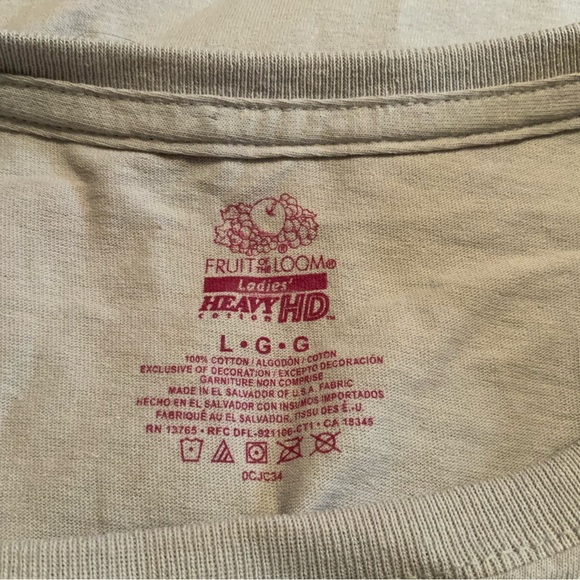 FRUIT OF THE LOOM®
Ladies'
HEAVY HD™
COTTON
L • G • G
100% COTTON / ALGODÓN / COTON
EXCLUSIVE OF DECORATION / EXCEPTO DECORACIÓN
GARNITURE NON COMPRISE
MADE IN EL SALVADOR OF U.S.A. FABRIC
HECHO EN EL SALVADOR CON INSUMOS IMPORTADOS
FABRIQUÉ AU EL SALVADOR, TISSU DES É.-U.
RN 13765 • RFC DFL-921106-CT1 • CA 18345
0CJC34